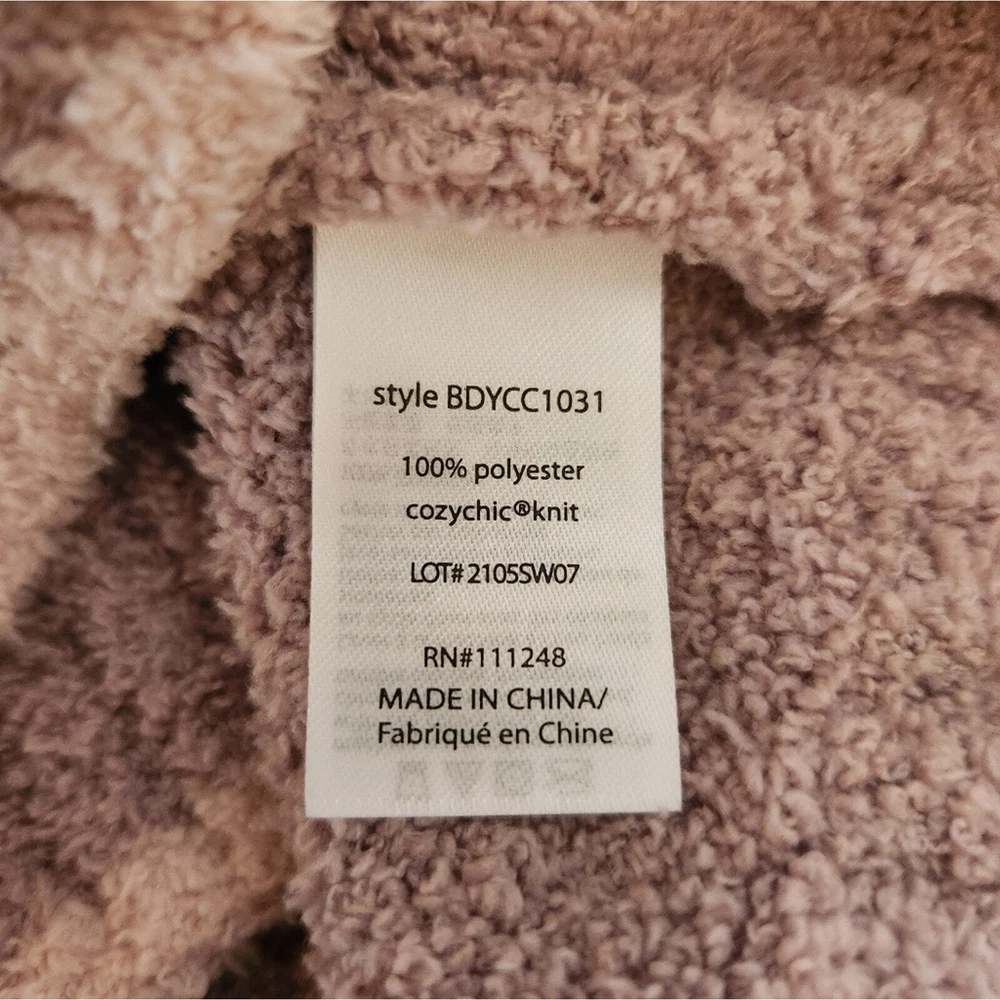 style BDYCC1031
100% polyester
cozychic®knit
LOT# 2105SW07
RN#111248
MADE IN CHINA/
Fabriqué en Chine